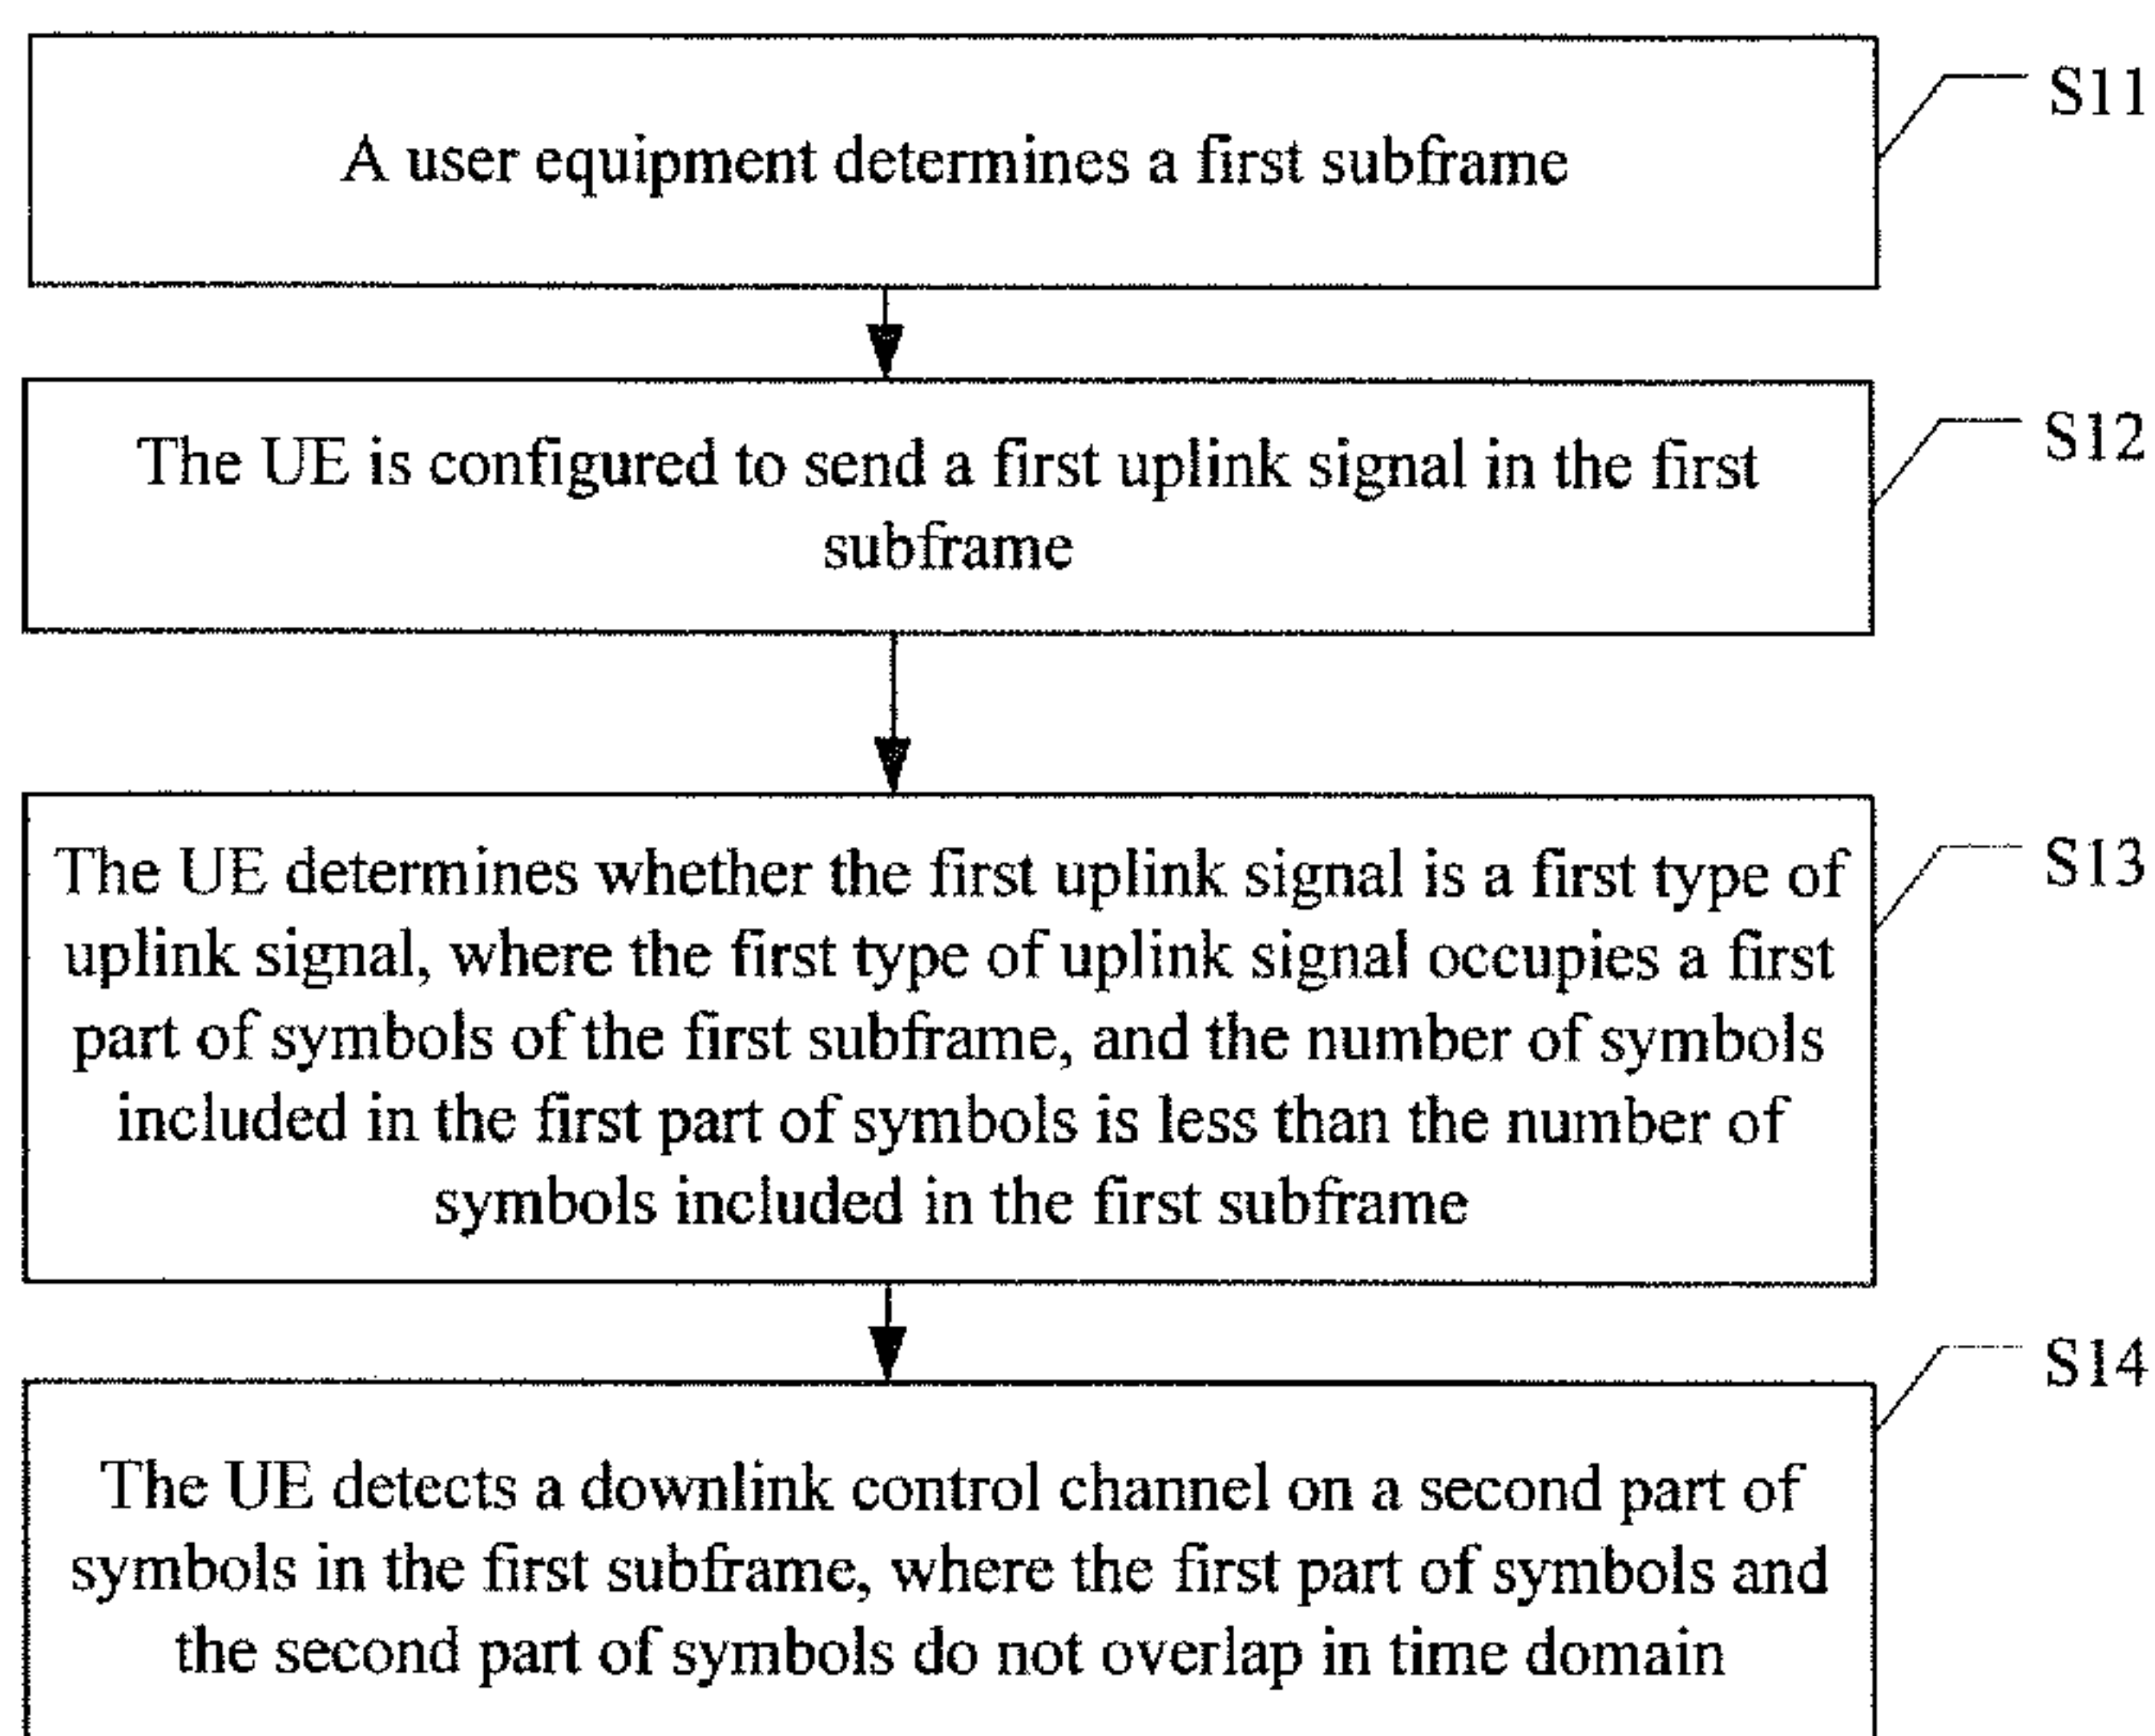 S11
A user equipment determines a first subframe
S12
The UE is configured to send a first uplink signal in the first
subframe
S13
The UE determines whether the first uplink signal is a first type of
uplink signal, where the first type of uplink signal occupies a first
part of symbols of the first subframe, and the number of symbols
included in the first part of symbols is less than the number of
symbols included in the first subframe
S14
The UE detects a downlink control channel on a second part of
symbols in the first subframe, where the first part of symbols and
the second part of symbols do not overlap in time domain